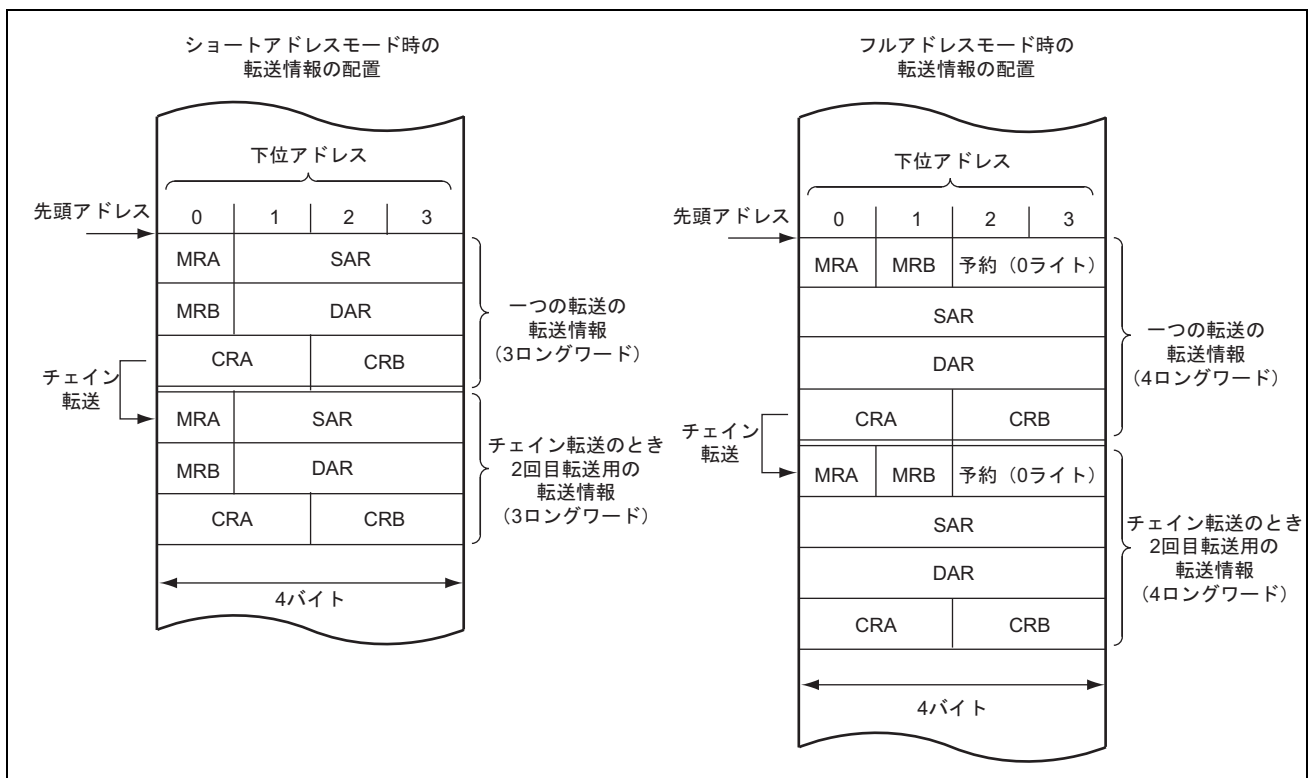 ショートアドレスモード時の
転送情報の配置
下位アドレス
先頭アドレス
0 1 2 3
MRA SAR
MRB DAR
CRA CRB
一つの転送の
転送情報
（3ロングワード）
チェイン
転送
MRA SAR
MRB DAR
CRA CRB
チェイン転送のとき
2回目転送用の
転送情報
（3ロングワード）
4バイト
フルアドレスモード時の
転送情報の配置
下位アドレス
先頭アドレス
0 1 2 3
MRA MRB 予約（0ライト）
SAR
DAR
CRA CRB
一つの転送の
転送情報
（4ロングワード）
チェイン
転送
MRA MRB 予約（0ライト）
SAR
DAR
CRA CRB
チェイン転送のとき
2回目転送用の
転送情報
（4ロングワード）
4バイト